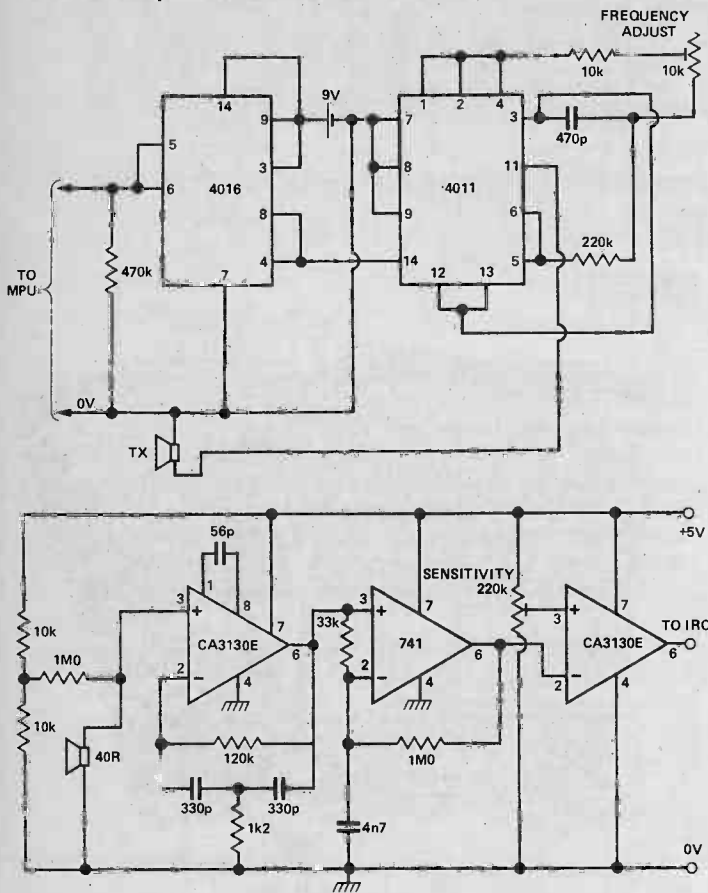 FREQUENCY
ADJUST
10k
10k
9V
14
9
3
8
4
5
6
4016
7
1
2
4
7
8
9
14
4011
3
11
6
5
12
13
470p
220k
TO
MPU
470k
0V
TX
+5V
56p
1
8
3
+
2
−
7
6
4
CA3130E
10k
1M0
10k
40R
120k
330p
330p
1k2
33k
3
+
2
−
7
6
4
741
1M0
4n7
SENSITIVITY
220k
3
+
2
−
7
6
4
CA3130E
TO IRQ
0V